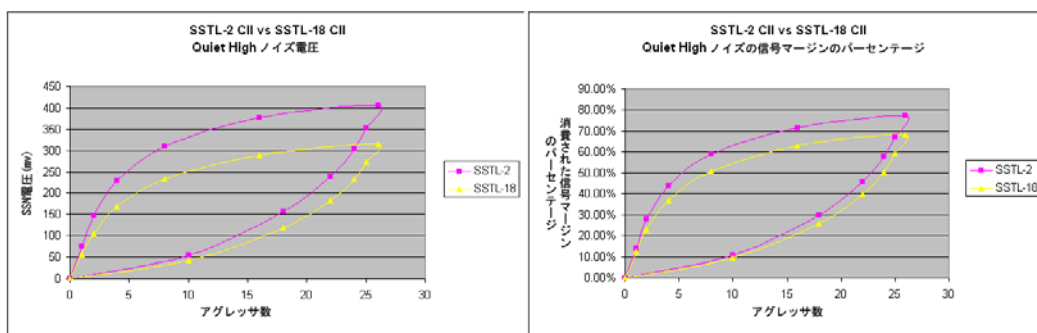 SSTL-2 CII vs SSTL-18 CII
Quiet High ノイズ電圧
SSN電圧(mv)
450
400
350
300
250
200
150
100
50
0
0 5 10 15 20 25 30
アグレッサ数
SSTL-2
SSTL-18
SSTL-2 CII vs SSTL-18 CII
Quiet High ノイズの信号マージンのパーセンテージ
消費された信号マージン
のパーセンテージ
90.00%
80.00%
70.00%
60.00%
50.00%
40.00%
30.00%
20.00%
10.00%
0.00%
0 5 10 15 20 25 30
アグレッサ数
SSTL-2
SSTL-18